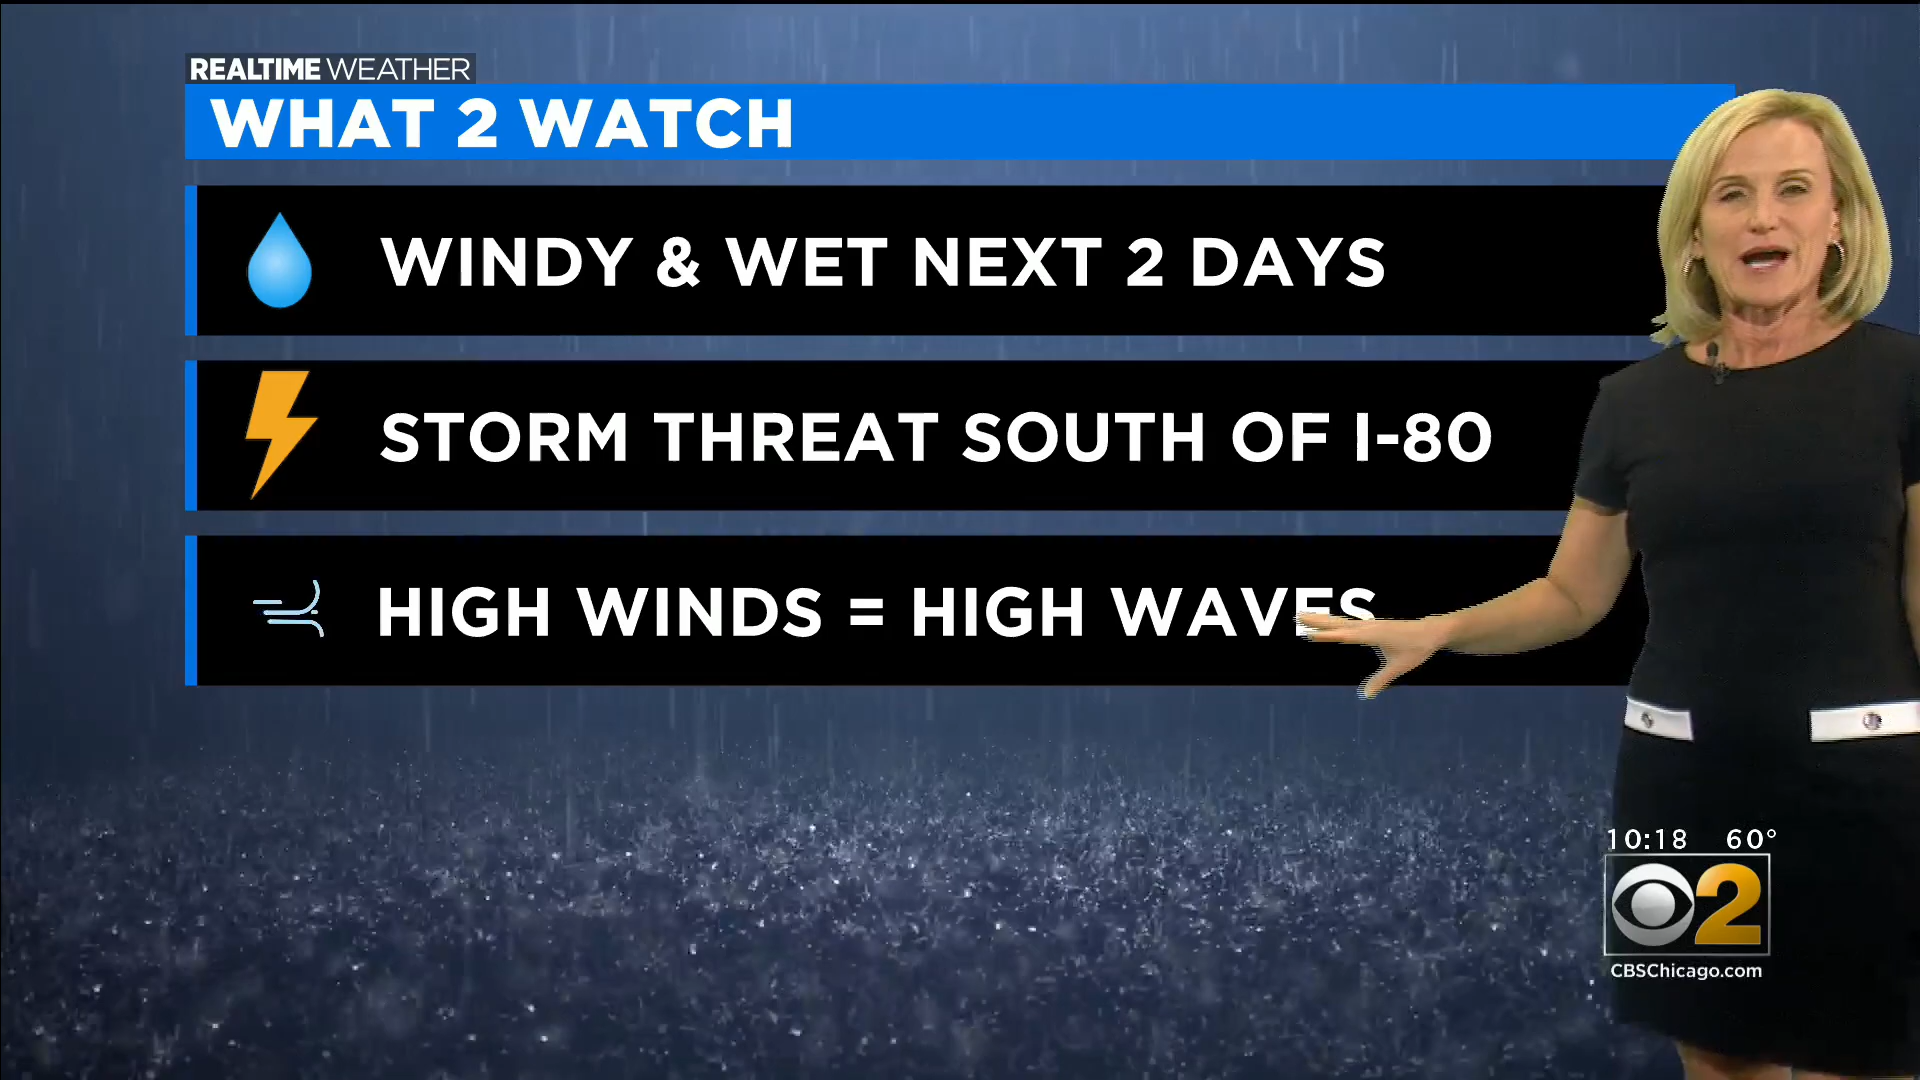 REALTIME WEATHER
WHAT 2 WATCH
WINDY & WET NEXT 2 DAYS
STORM THREAT SOUTH OF I-80
HIGH WINDS = HIGH WAVES
10:18 60°
2
CBSChicago.com